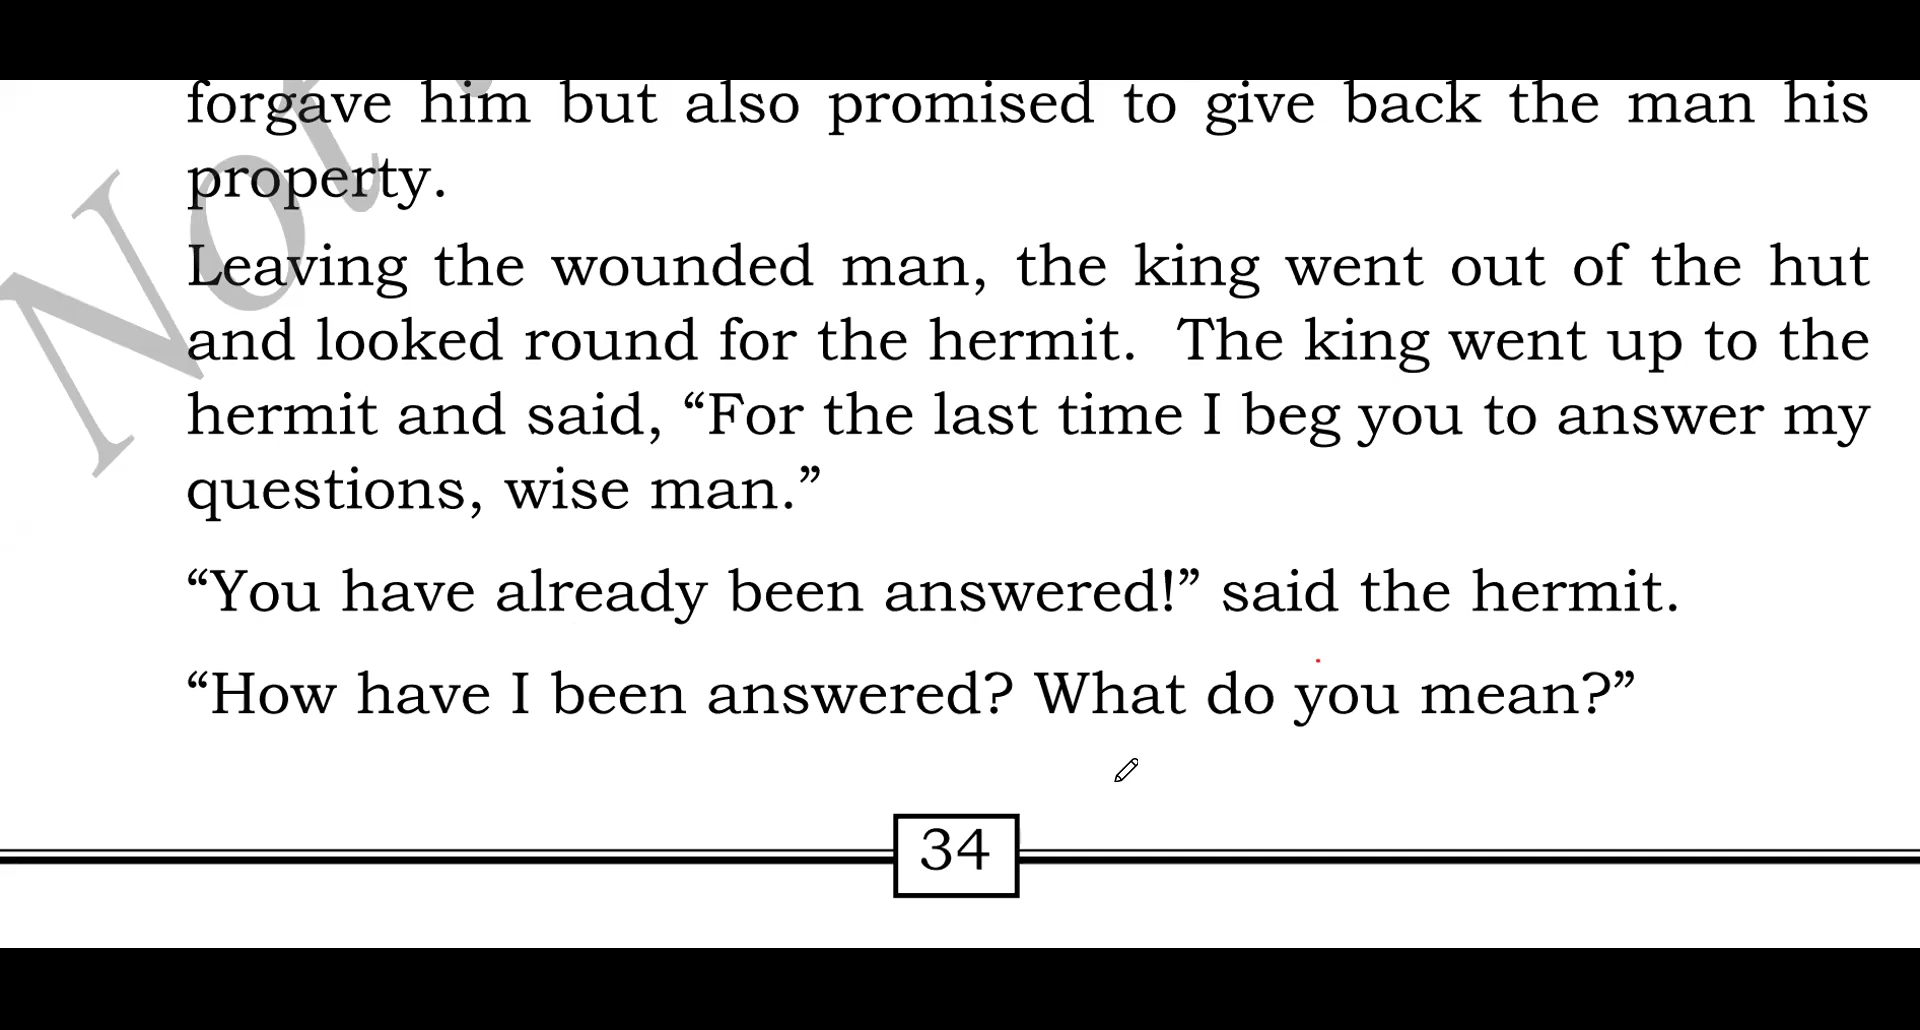 forgave him but also promised to give back the man his
property.
Leaving the wounded man, the king went out of the hut
and looked round for the hermit. The king went up to the
hermit and said, “For the last time I beg you to answer my
questions, wise man.”
“You have already been answered!” said the hermit.
“How have I been answered? What do you mean?”
34
Not